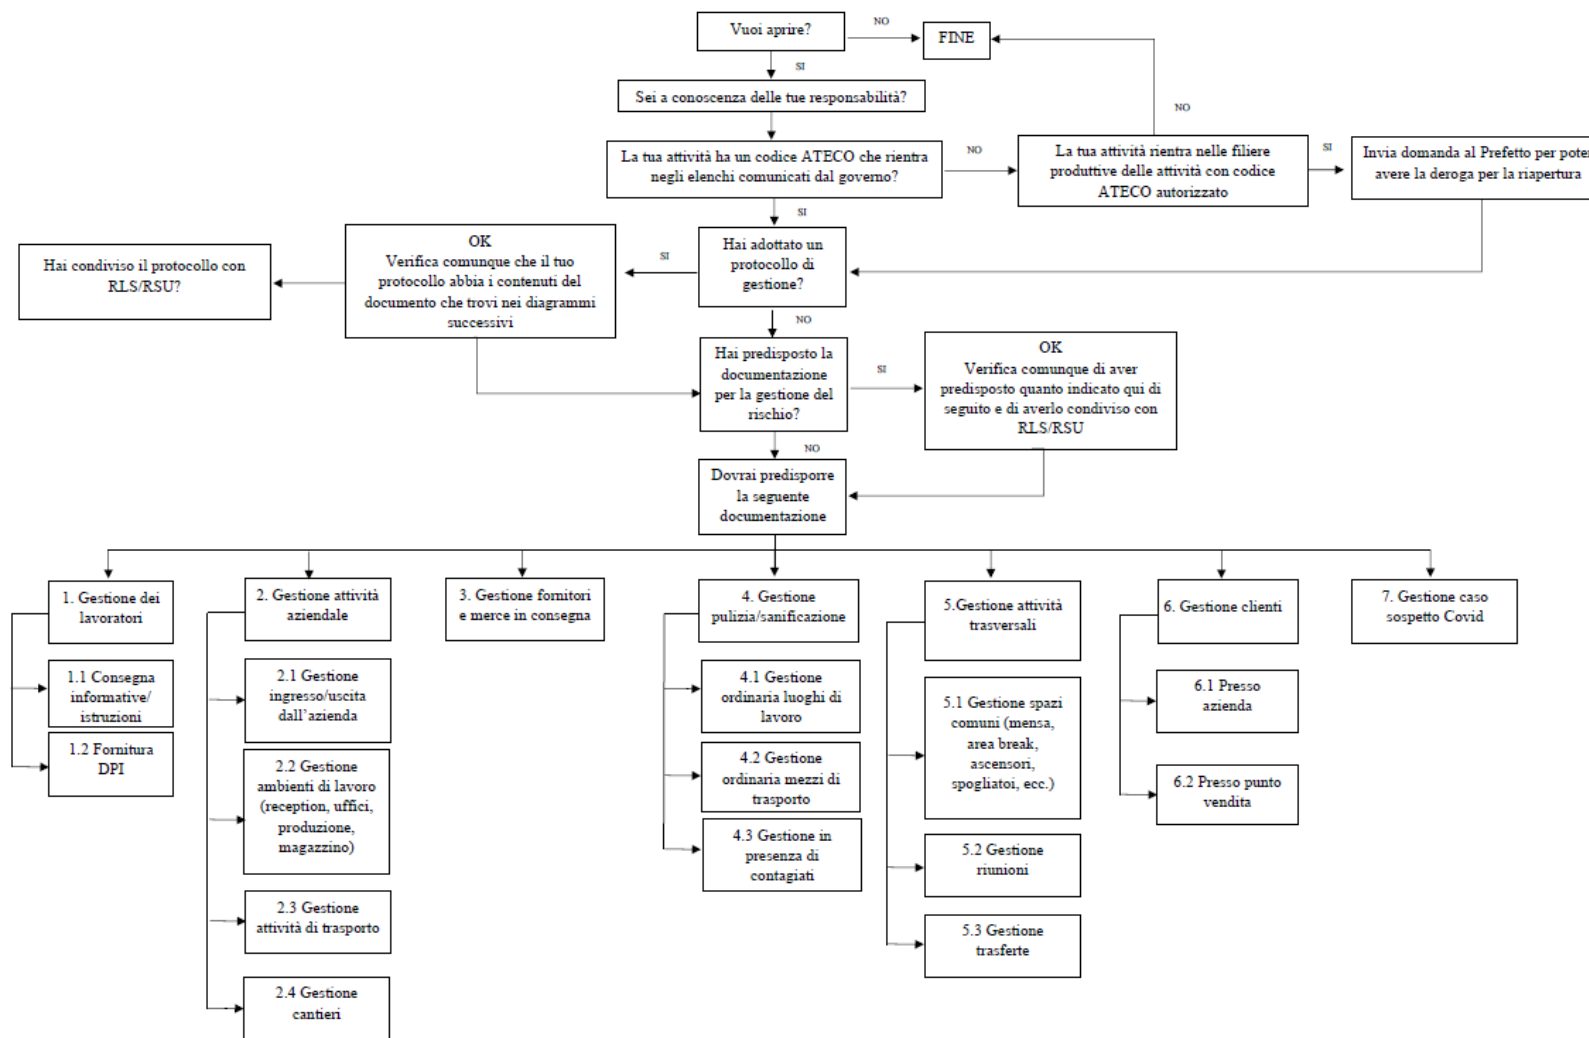 Vuoi aprire?
NO
FINE
SI
Sei a conoscenza delle tue responsabilità?
NO
La tua attività ha un codice ATECO che rientra
negli elenchi comunicati dal governo?
NO
La tua attività rientra nelle filiere
produttive delle attività con codice
ATECO autorizzato
SI
Invia domanda al Prefetto per poter
avere la deroga per la riapertura
SI
Hai condiviso il protocollo con
RLS/RSU?
OK
Verifica comunque che il tuo
protocollo abbia i contenuti del
documento che trovi nei diagrammi
successivi
SI
Hai adottato un
protocollo di
gestione?
NO
Hai predisposto la
documentazione
per la gestione del
rischio?
SI
OK
Verifica comunque di aver
predisposto quanto indicato qui di
seguito e di averlo condiviso con
RLS/RSU
NO
Dovrai predisporre
la seguente
documentazione
1. Gestione dei
lavoratori
1.1 Consegna
informative/
istruzioni
1.2 Fornitura
DPI
2. Gestione attività
aziendale
2.1 Gestione
ingresso/uscita
dall'azienda
2.2 Gestione
ambienti di lavoro
(reception, uffici,
produzione,
magazzino)
2.3 Gestione
attività di trasporto
2.4 Gestione
cantieri
3. Gestione fornitori
e merce in consegna
4. Gestione
pulizia/sanificazione
4.1 Gestione
ordinaria luoghi di
lavoro
4.2 Gestione
ordinaria mezzi di
trasporto
4.3 Gestione in
presenza di
contagiati
5.Gestione attività
trasversali
5.1 Gestione spazi
comuni (mensa,
area break,
ascensori,
spogliatoi, ecc.)
5.2 Gestione
riunioni
5.3 Gestione
trasferte
6. Gestione clienti
6.1 Presso
azienda
6.2 Presso punto
vendita
7. Gestione caso
sospetto Covid